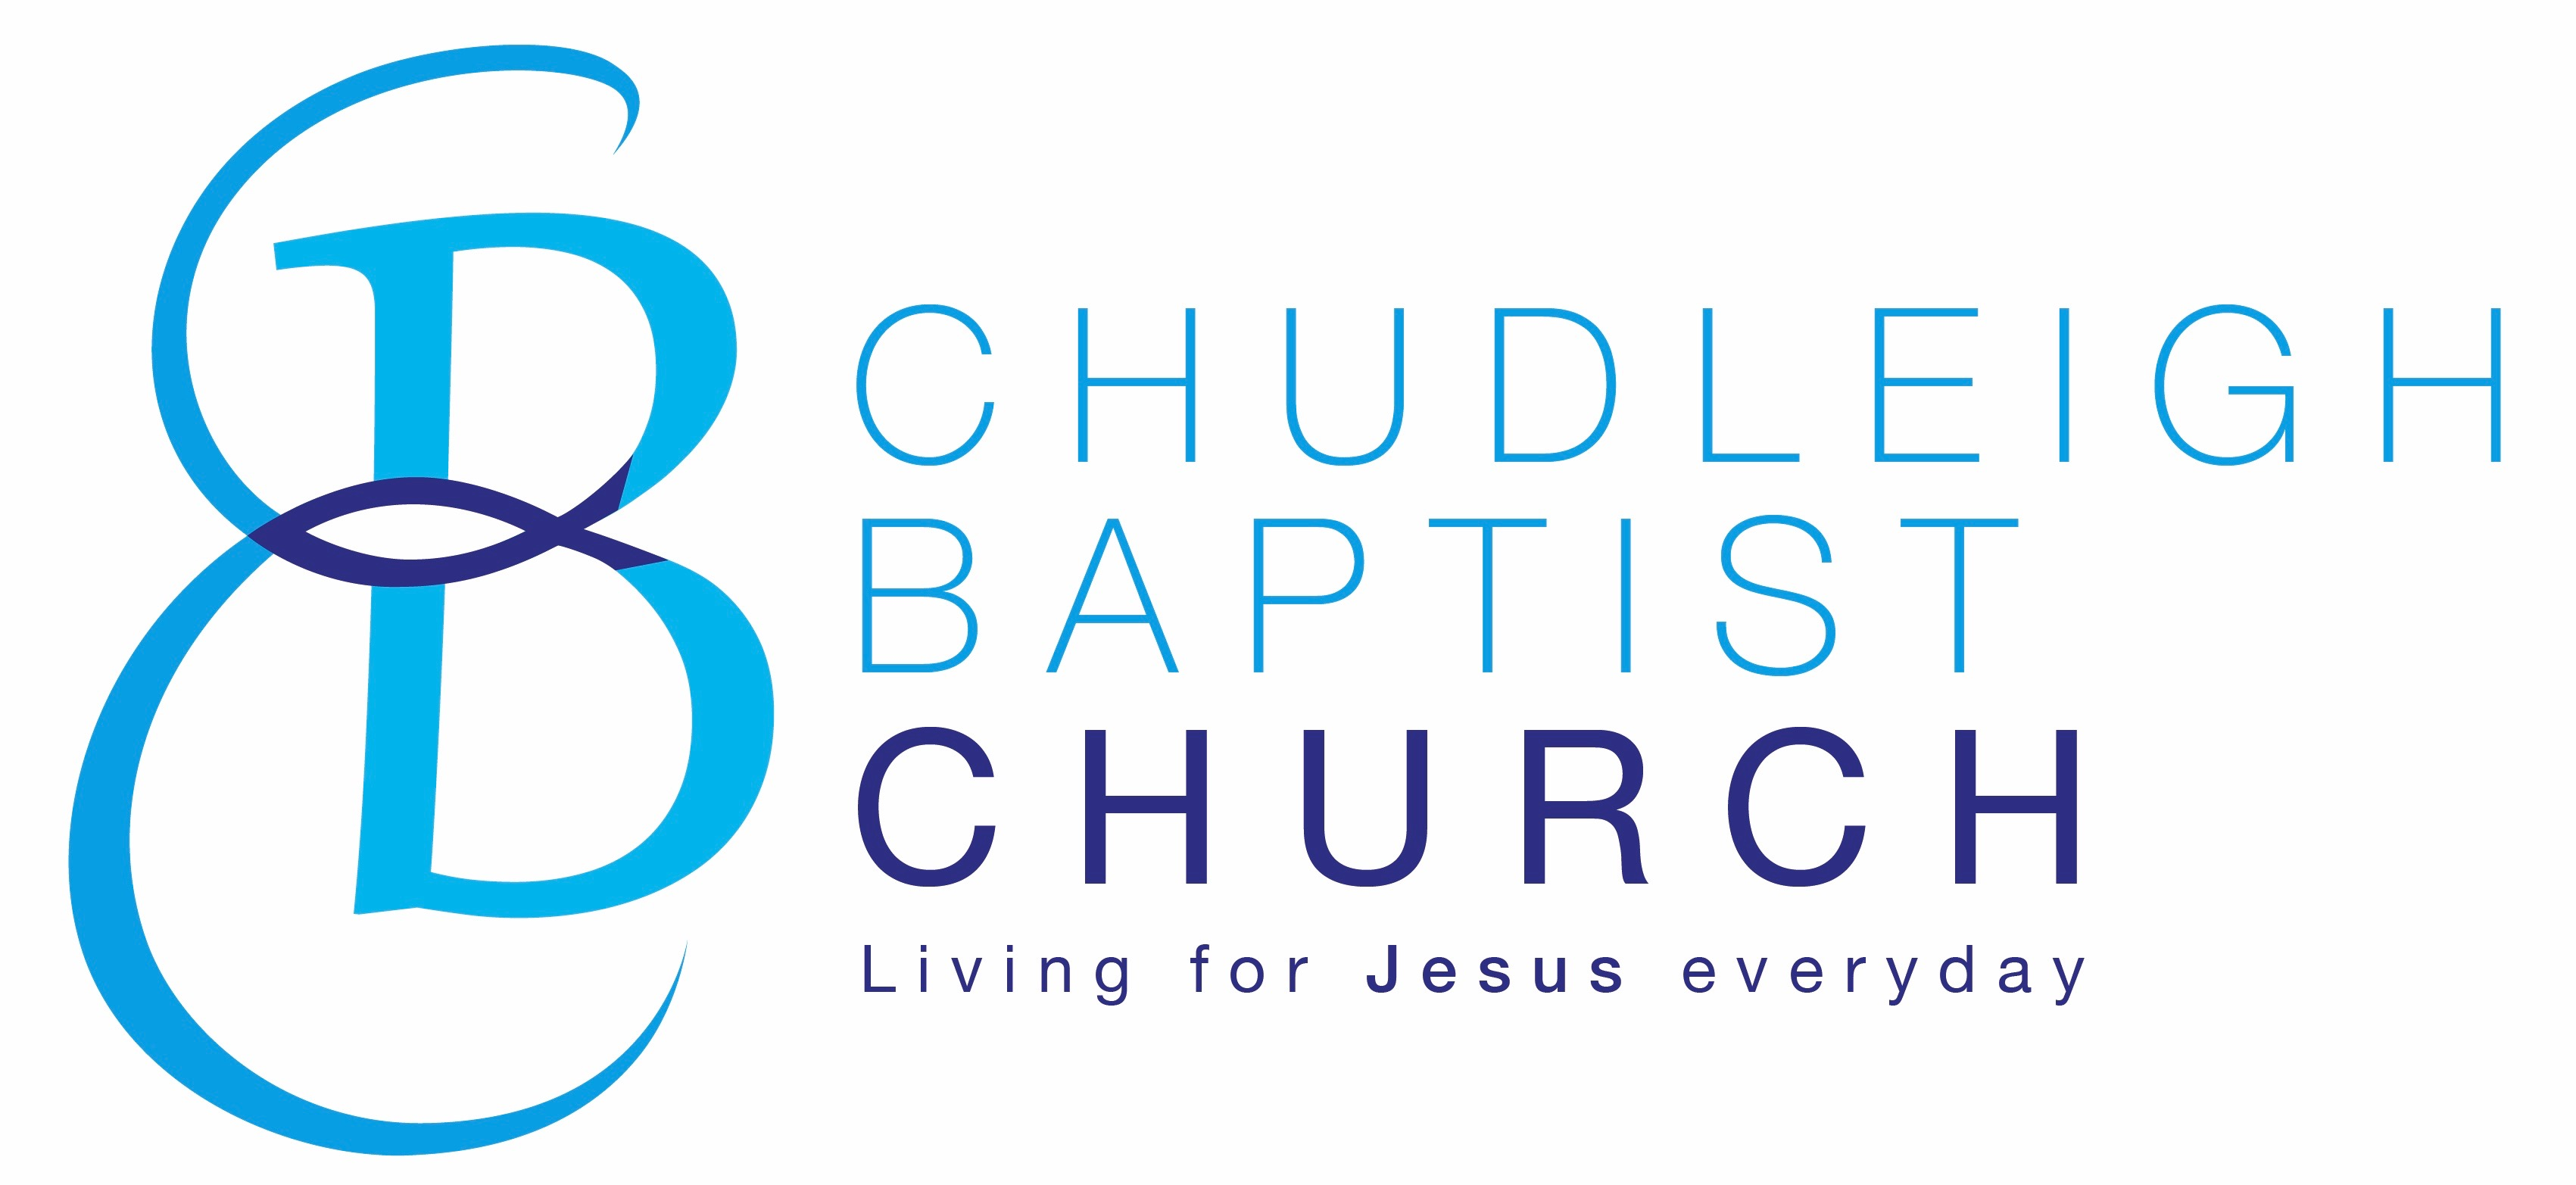 CHUDLEIGH
BAPTIST
CHURCH
Living for Jesus everyday